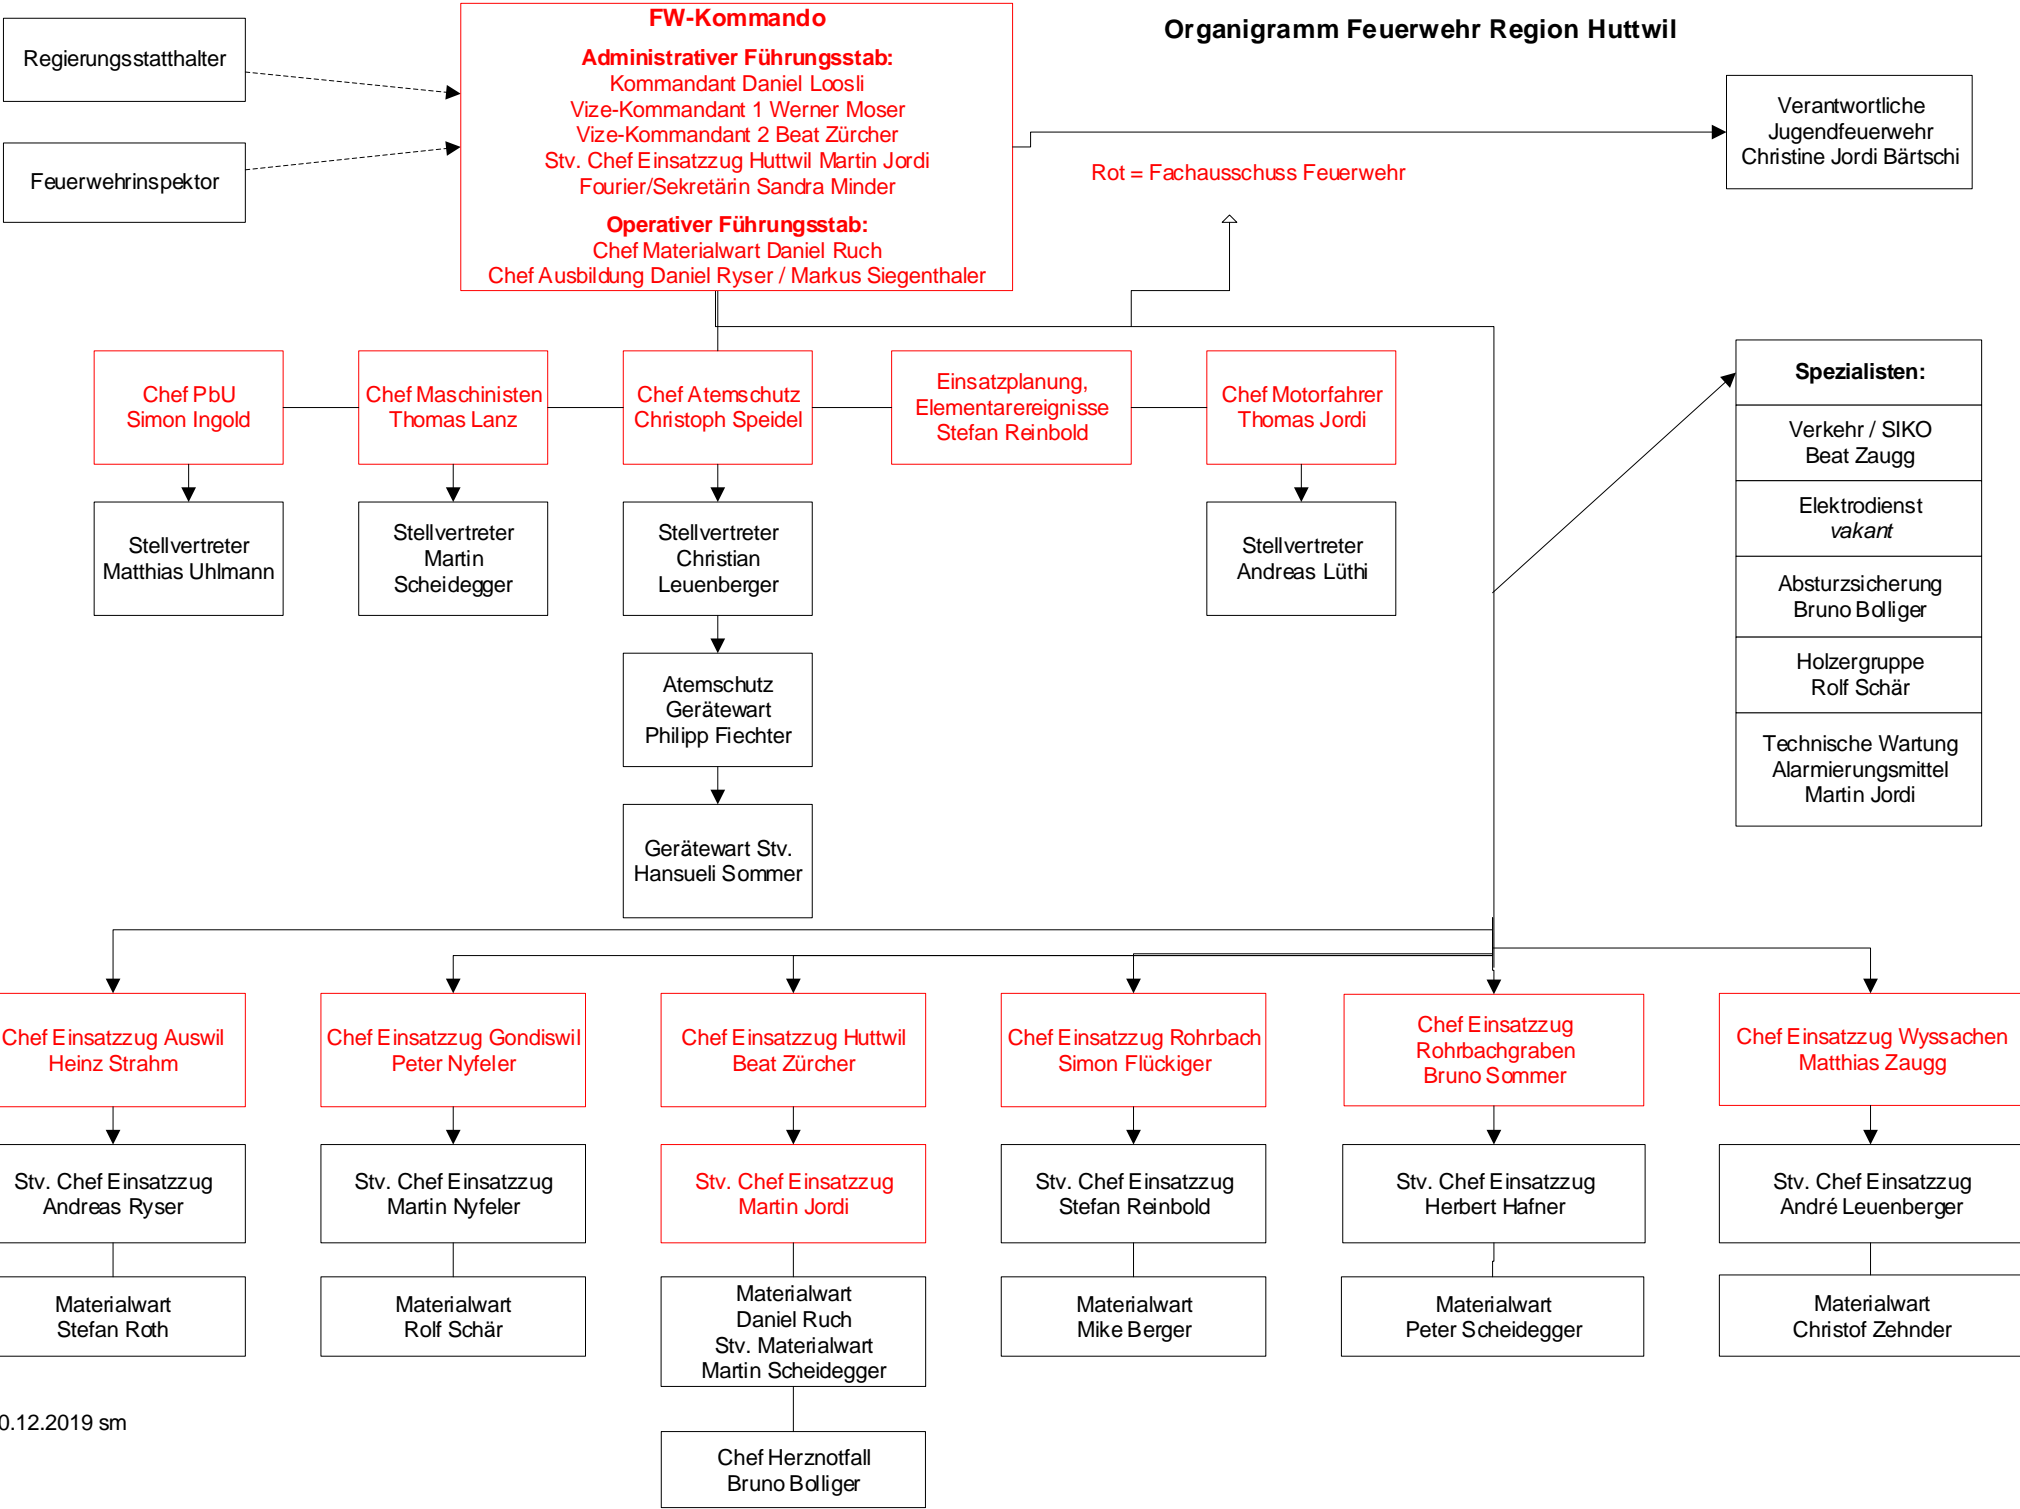 Organigramm Feuerwehr Region Huttwil
Regierungsstatthalter
Feuerwehrinspektor
FW-Kommando
Administrativer Führungsstab:
Kommandant Daniel Loosli
Vize-Kommandant 1 Werner Moser
Vize-Kommandant 2 Beat Zürcher
Stv. Chef Einsatzzug Huttwil Martin Jordi
Fourier/Sekretärin Sandra Minder
Operativer Führungsstab:
Chef Materialwart Daniel Ruch
Chef Ausbildung Daniel Ryser / Markus Siegenthaler
Verantwortliche
Jugendfeuerwehr
Christine Jordi Bärtschi
Rot = Fachausschuss Feuerwehr
Chef PbU
Simon Ingold
Chef Maschinisten
Thomas Lanz
Chef Atemschutz
Christoph Speidel
Einsatzplanung,
Elementarereignisse
Stefan Reinbold
Chef Motorfahrer
Thomas Jordi
Stellvertreter
Matthias Uhlmann
Stellvertreter
Martin
Scheidegger
Stellvertreter
Christian
Leuenberger
Stellvertreter
Andreas Lüthi
Atemschutz
Gerätewart
Philipp Fiechter
Gerätewart Stv.
Hansueli Sommer
Spezialisten:
Verkehr / SIKO
Beat Zaugg
Elektrodienst
vakant
Absturzsicherung
Bruno Bolliger
Holzergruppe
Rolf Schär
Technische Wartung
Alarmierungsmittel
Martin Jordi
Chef Einsatzzug Auswil
Heinz Strahm
Chef Einsatzzug Gondiswil
Peter Nyfeler
Chef Einsatzzug Huttwil
Beat Zürcher
Chef Einsatzzug Rohrbach
Simon Flückiger
Chef Einsatzzug
Rohrbachgraben
Bruno Sommer
Chef Einsatzzug Wyssachen
Matthias Zaugg
Stv. Chef Einsatzzug
Andreas Ryser
Stv. Chef Einsatzzug
Martin Nyfeler
Stv. Chef Einsatzzug
Martin Jordi
Stv. Chef Einsatzzug
Stefan Reinbold
Stv. Chef Einsatzzug
Herbert Hafner
Stv. Chef Einsatzzug
André Leuenberger
Materialwart
Stefan Roth
Materialwart
Rolf Schär
Materialwart
Daniel Ruch
Stv. Materialwart
Martin Scheidegger
Materialwart
Mike Berger
Materialwart
Peter Scheidegger
Materialwart
Christof Zehnder
Chef Herznotfall
Bruno Bolliger
0.12.2019 sm